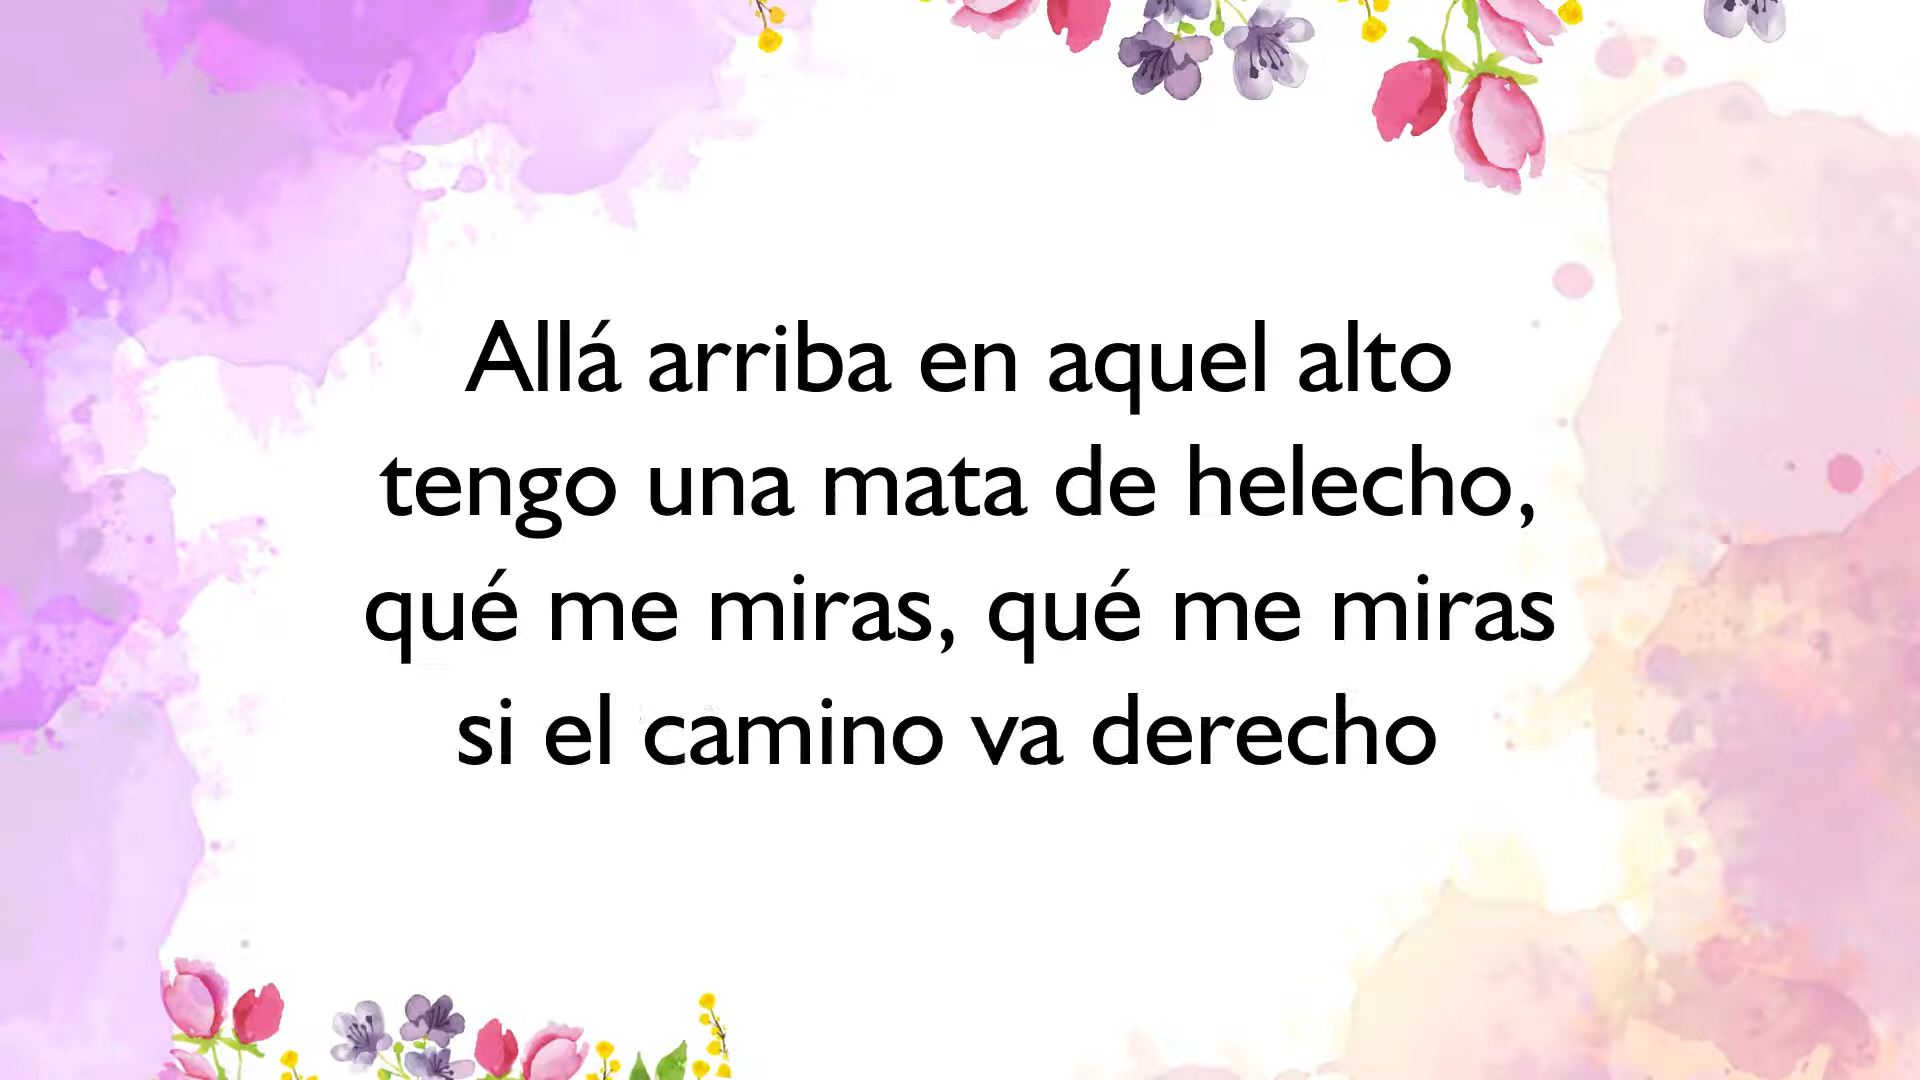 Allá arriba en aquel alto
tengo una mata de helecho,
qué me miras, qué me miras
si el camino va derecho